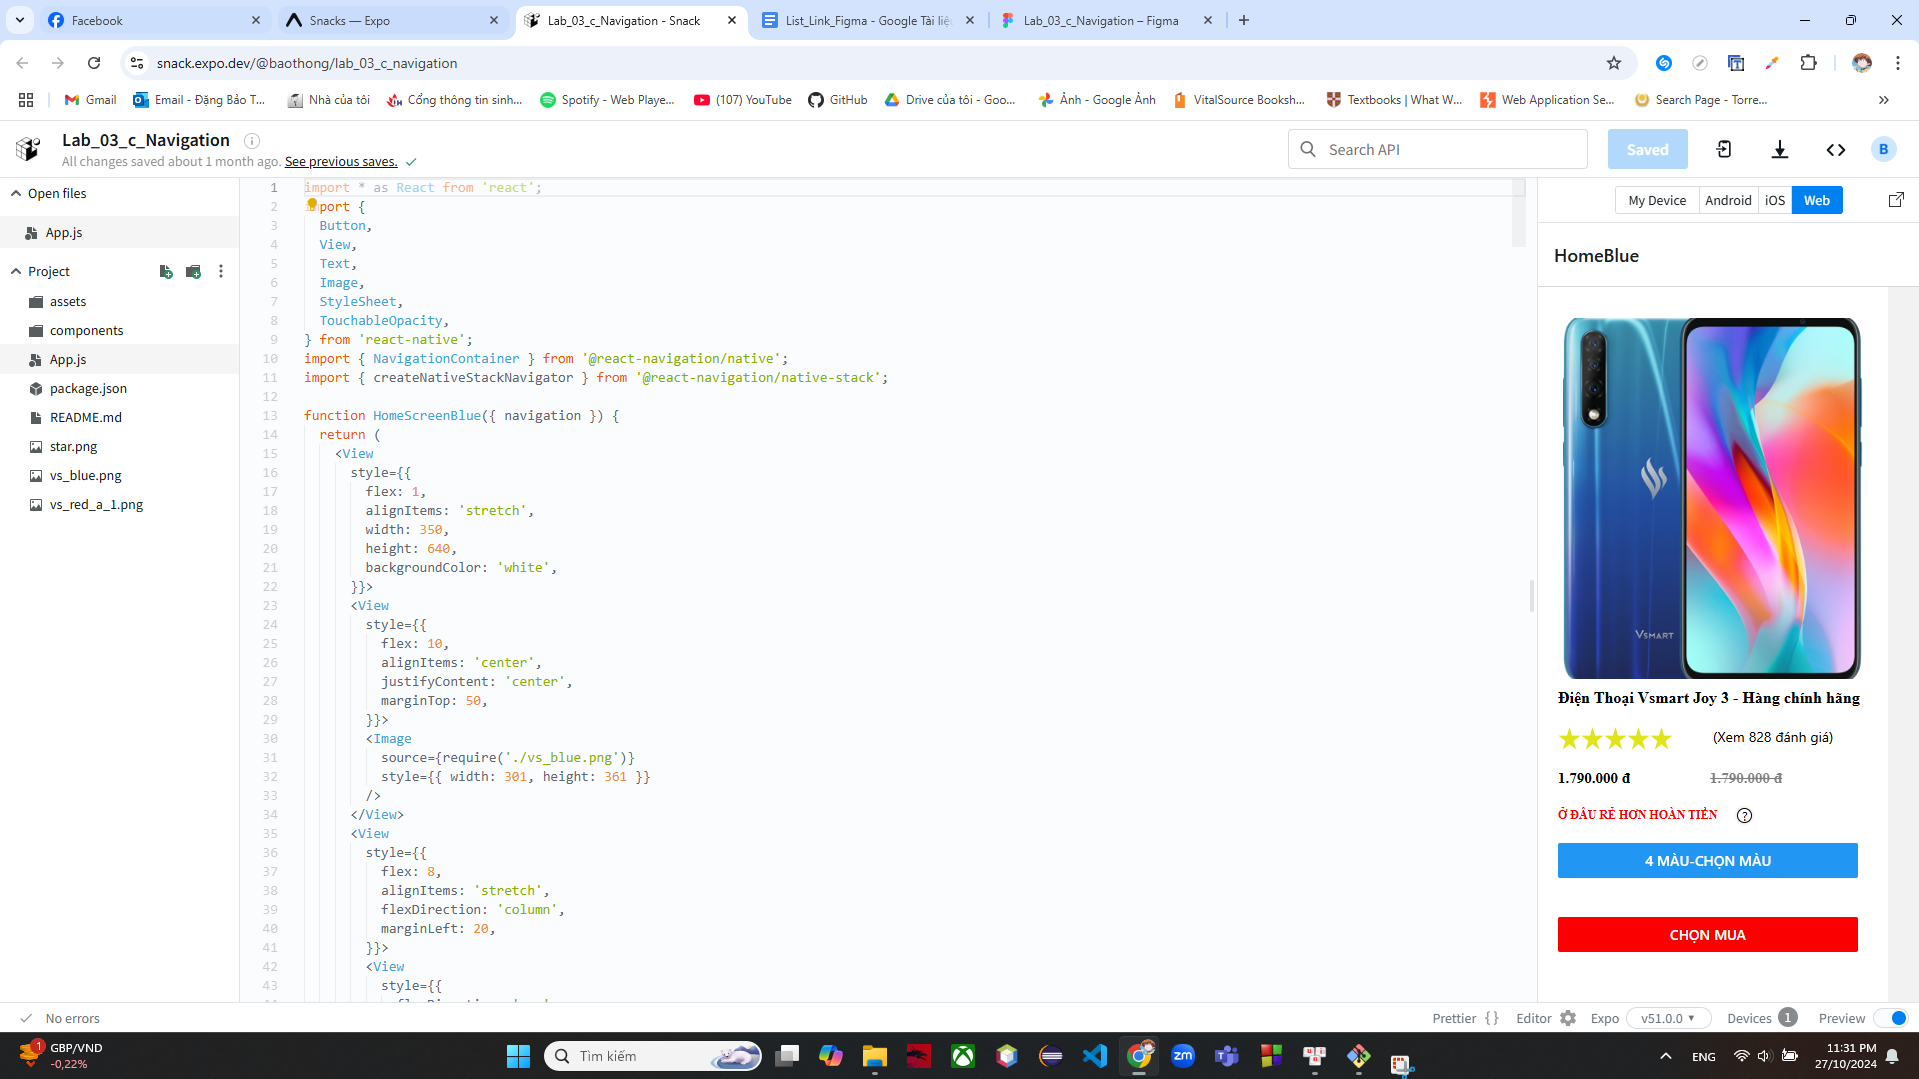 Facebook
Snacks — Expo
Lab_03_c_Navigation - Snack
List_Link_Figma - Google Tài liệu
Lab_03_c_Navigation – Figma
snack.expo.dev/@baothong/lab_03_c_navigation
Gmail
Email - Đặng Bảo T...
Nhà của tôi
Cổng thông tin sinh...
Spotify - Web Playe...
(107) YouTube
GitHub
Drive của tôi - Goo...
Ảnh - Google Ảnh
VitalSource Booksh...
Textbooks | What W...
Web Application Se...
Search Page - Torre...
Lab_03_c_Navigation
All changes saved about 1 month ago. See previous saves.
Search API
Saved
B
Open files
App.js
Project
assets
components
App.js
package.json
README.md
star.png
vs_blue.png
vs_red_a_1.png
1 import * as React from 'react';
2 import {
3 Button,
4 View,
5 Text,
6 Image,
7 StyleSheet,
8 TouchableOpacity,
9 } from 'react-native';
10 import { NavigationContainer } from '@react-navigation/native';
11 import { createNativeStackNavigator } from '@react-navigation/native-stack';
12
13 function HomeScreenBlue({ navigation }) {
14 return (
15 <View
16 style={{
17 flex: 1,
18 alignItems: 'stretch',
19 width: 350,
20 height: 640,
21 backgroundColor: 'white',
22 }}>
23 <View
24 style={{
25 flex: 10,
26 alignItems: 'center',
27 justifyContent: 'center',
28 marginTop: 50,
29 }}>
30 <Image
31 source={require('./vs_blue.png')}
32 style={{ width: 301, height: 361 }}
33 />
34 </View>
35 <View
36 style={{
37 flex: 8,
38 alignItems: 'stretch',
39 flexDirection: 'column',
40 marginLeft: 20,
41 }}>
42 <View
43 style={{
My Device
Android
iOS
Web
HomeBlue
VSMART
Điện Thoại Vsmart Joy 3 - Hàng chính hãng
(Xem 828 đánh giá)
1.790.000 đ
1.790.000 đ
Ở ĐÂU RẺ HƠN HOÀN TIỀN
?
4 MÀU-CHỌN MÀU
CHỌN MUA
No errors
Prettier {}
Editor
Expo
v51.0.0
Devices 1
Preview
1
GBP/VND
-0,22%
Tìm kiếm
zm
ENG
11:31 PM
27/10/2024